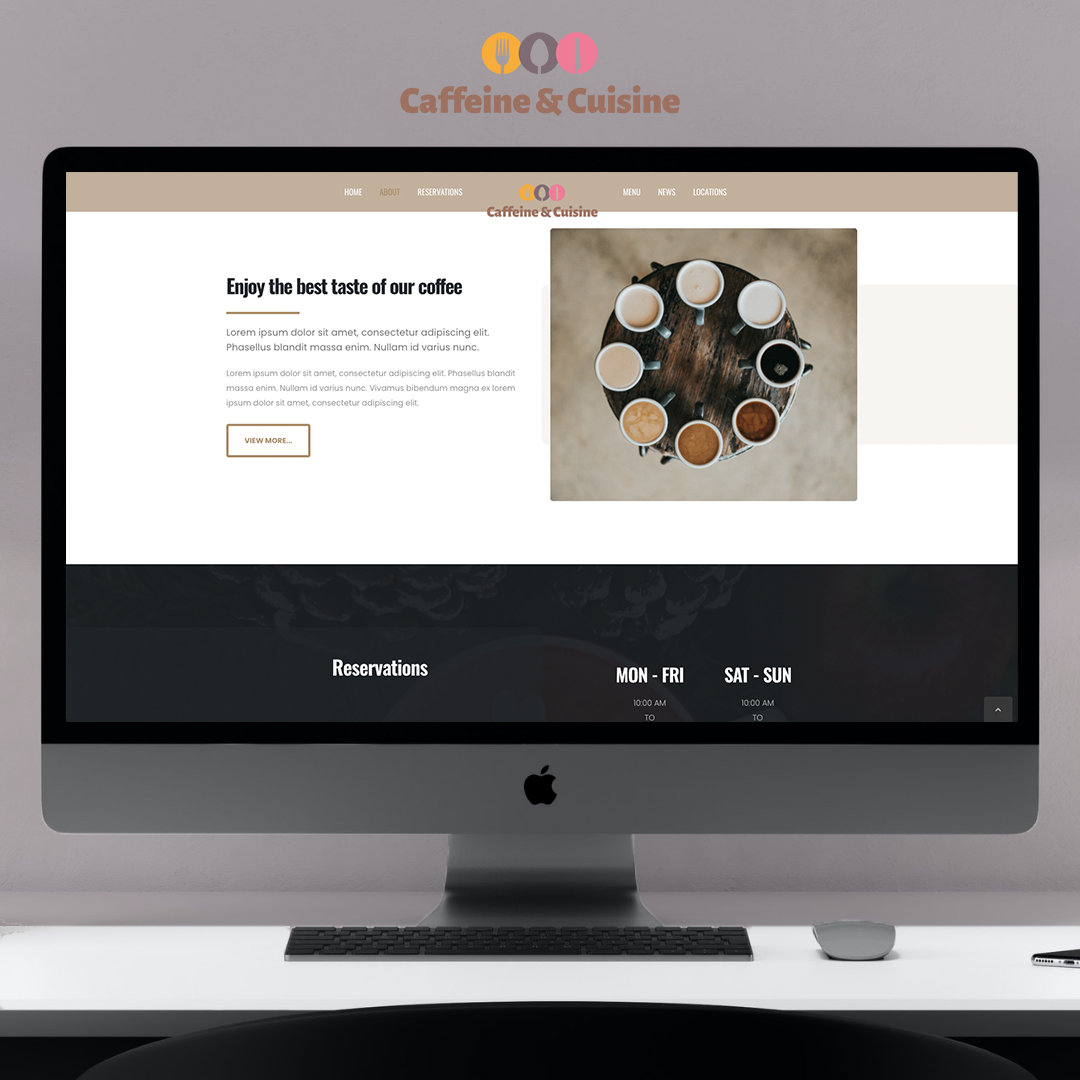 Caffeine & Cuisine
HOME ABOUT RESERVATIONS
Caffeine & Cuisine
MENU NEWS LOCATIONS
Enjoy the best taste of our coffee
Lorem ipsum dolor sit amet, consectetur adipiscing elit.
Phasellus blandit massa enim. Nullam id varius nunc.
Lorem ipsum dolor sit amet, consectetur adipiscing elit. Phasellus blandit
massa enim. Nullam id varius nunc. Vivamus bibendum magna ex lorem
ipsum dolor sit amet, consectetur adipiscing elit.
VIEW MORE...
Reservations
MON - FRI
10:00 AM
TO
SAT - SUN
10:00 AM
TO